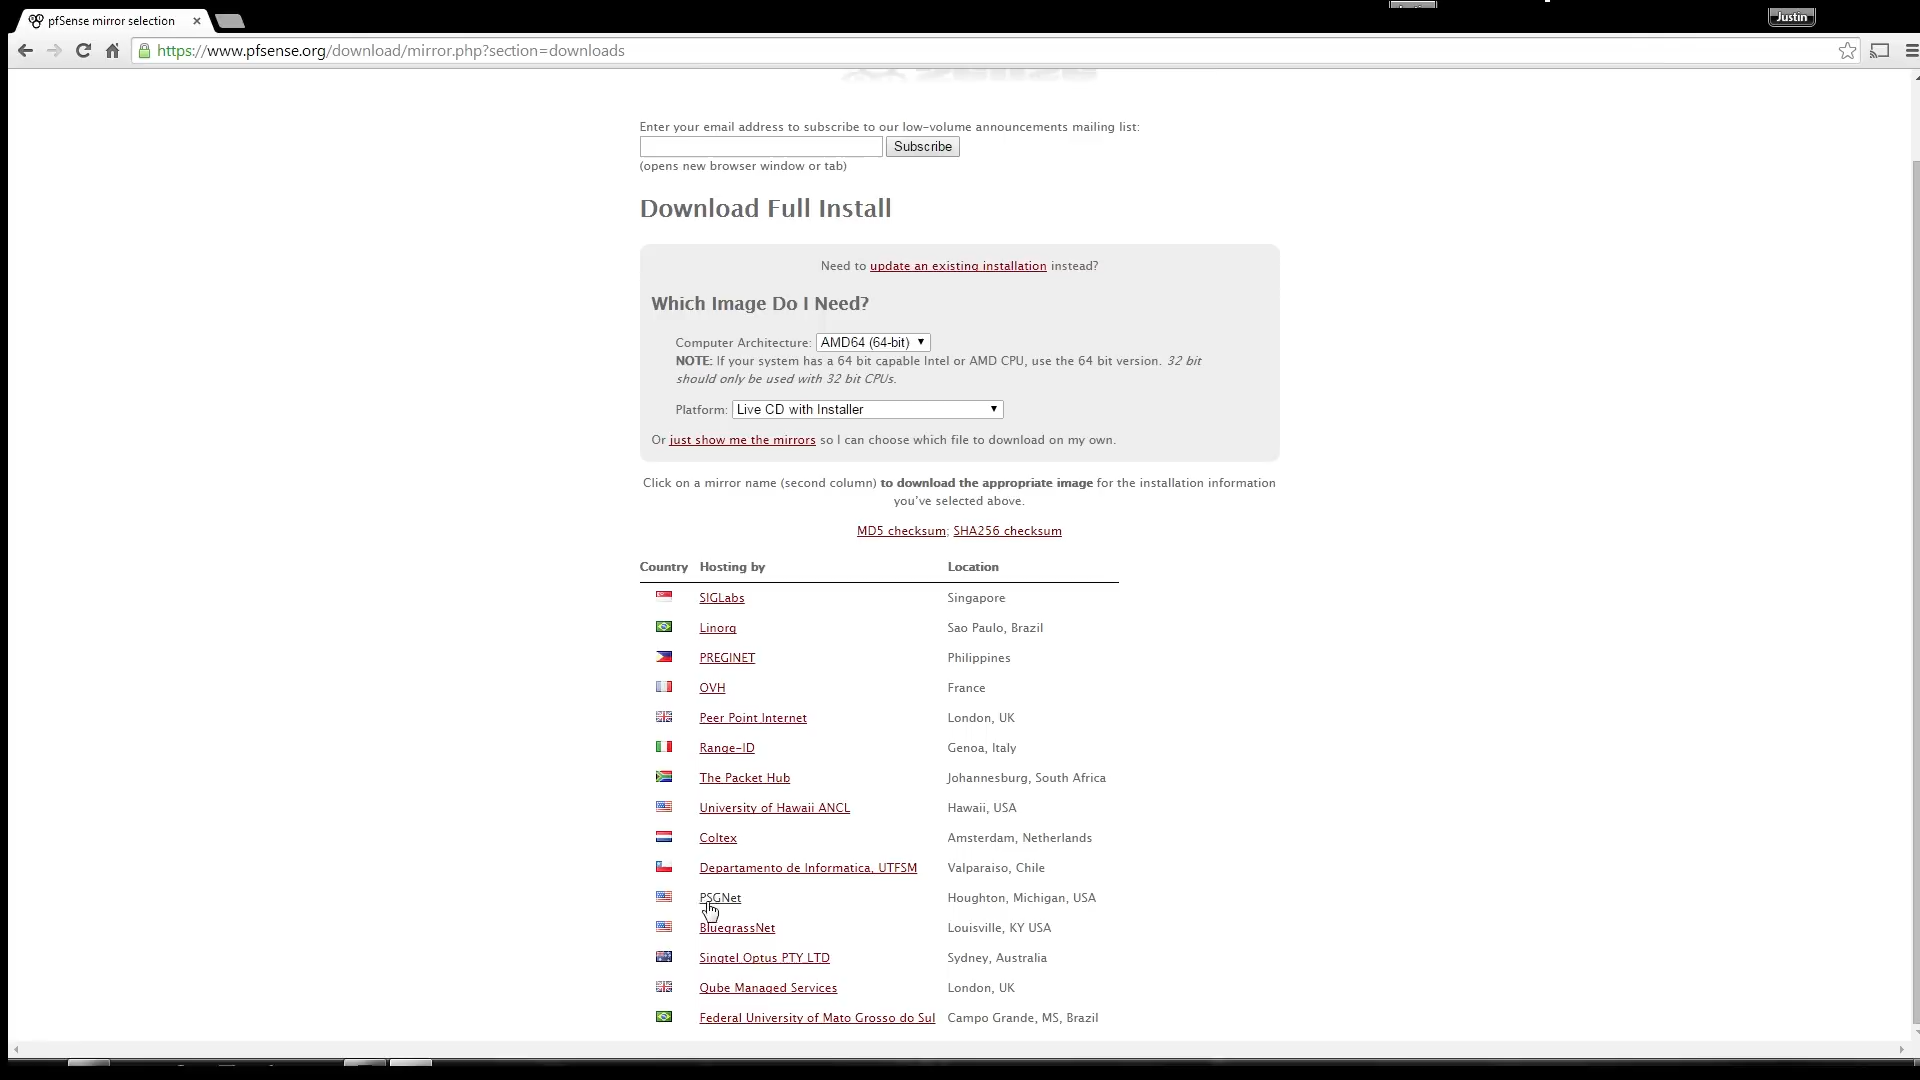 pfSense mirror selection
Justin
https://www.pfsense.org/download/mirror.php?section=downloads
Enter your email address to subscribe to our low-volume announcements mailing list:
Subscribe
(opens new browser window or tab)
Download Full Install
Need to update an existing installation instead?
Which Image Do I Need?
Computer Architecture: AMD64 (64-bit)
NOTE: If your system has a 64 bit capable Intel or AMD CPU, use the 64 bit version. 32 bit
should only be used with 32 bit CPUs.
Platform: Live CD with Installer
Or just show me the mirrors so I can choose which file to download on my own.
Click on a mirror name (second column) to download the appropriate image for the installation information
you've selected above.
MD5 checksum; SHA256 checksum
Country Hosting by Location
SIGLabs Singapore
Linorg Sao Paulo, Brazil
PREGINET Philippines
OVH France
Peer Point Internet London, UK
Range-ID Genoa, Italy
The Packet Hub Johannesburg, South Africa
University of Hawaii ANCL Hawaii, USA
Coltex Amsterdam, Netherlands
Departamento de Informatica, UTFSM Valparaiso, Chile
PSGNet Houghton, Michigan, USA
BluegrassNet Louisville, KY USA
Singtel Optus PTY LTD Sydney, Australia
Qube Managed Services London, UK
Federal University of Mato Grosso do Sul Campo Grande, MS, Brazil